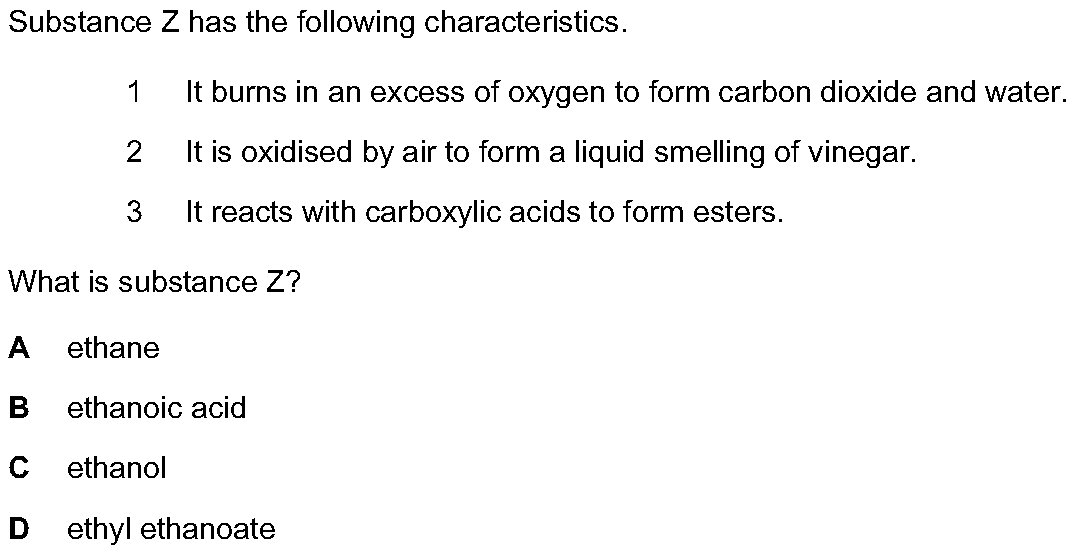 Substance Z has the following characteristics.
1 It burns in an excess of oxygen to form carbon dioxide and water.
2 It is oxidised by air to form a liquid smelling of vinegar.
3 It reacts with carboxylic acids to form esters.
What is substance Z?
A ethane
B ethanoic acid
C ethanol
D ethyl ethanoate